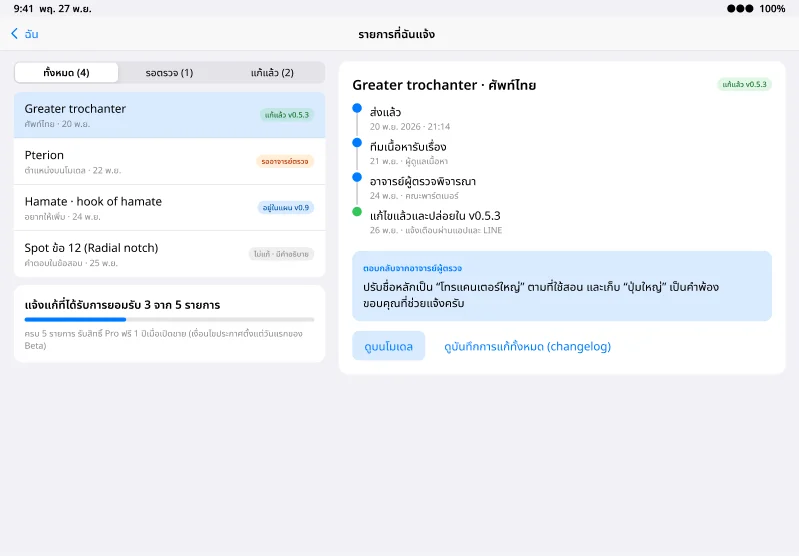 9:41 พฤ. 27 พ.ย.
100%
ฉัน
รายการที่ฉันแจ้ง
ทั้งหมด (4)
รอตรวจ (1)
แก้แล้ว (2)
Greater trochanter
ศัพท์ไทย · 20 พ.ย.
แก้แล้ว v0.5.3
Pterion
ตำแหน่งบนโมเดล · 22 พ.ย.
รออาจารย์ตรวจ
Hamate · hook of hamate
อยากให้เพิ่ม · 24 พ.ย.
อยู่ในแผน v0.9
Spot ข้อ 12 (Radial notch)
คำตอบในข้อสอบ · 25 พ.ย.
ไม่แก้ · มีคำอธิบาย
แจ้งแก้ที่ได้รับการยอมรับ 3 จาก 5 รายการ
ครบ 5 รายการ รับสิทธิ์ Pro ฟรี 1 ปีเมื่อเปิดขาย (เงื่อนไขประกาศตั้งแต่วันแรกของ
Beta)
Greater trochanter · ศัพท์ไทย
แก้แล้ว v0.5.3
ส่งแล้ว
20 พ.ย. 2026 · 21:14
ทีมเนื้อหารับเรื่อง
21 พ.ย. · ผู้ดูแลเนื้อหา
อาจารย์ผู้ตรวจพิจารณา
24 พ.ย. · คณะพาร์ตเนอร์
แก้ไขแล้วและปล่อยใน v0.5.3
26 พ.ย. · แจ้งเตือนผ่านแอปและ LINE
ตอบกลับจากอาจารย์ผู้ตรวจ
ปรับชื่อหลักเป็น “โทรแคนเตอร์ใหญ่” ตามที่ใช้สอน และเก็บ “ปุ่มใหญ่” เป็นคำพ้อง
ขอบคุณที่ช่วยแจ้งครับ
ดูบนโมเดล
ดูบันทึกการแก้ทั้งหมด (changelog)